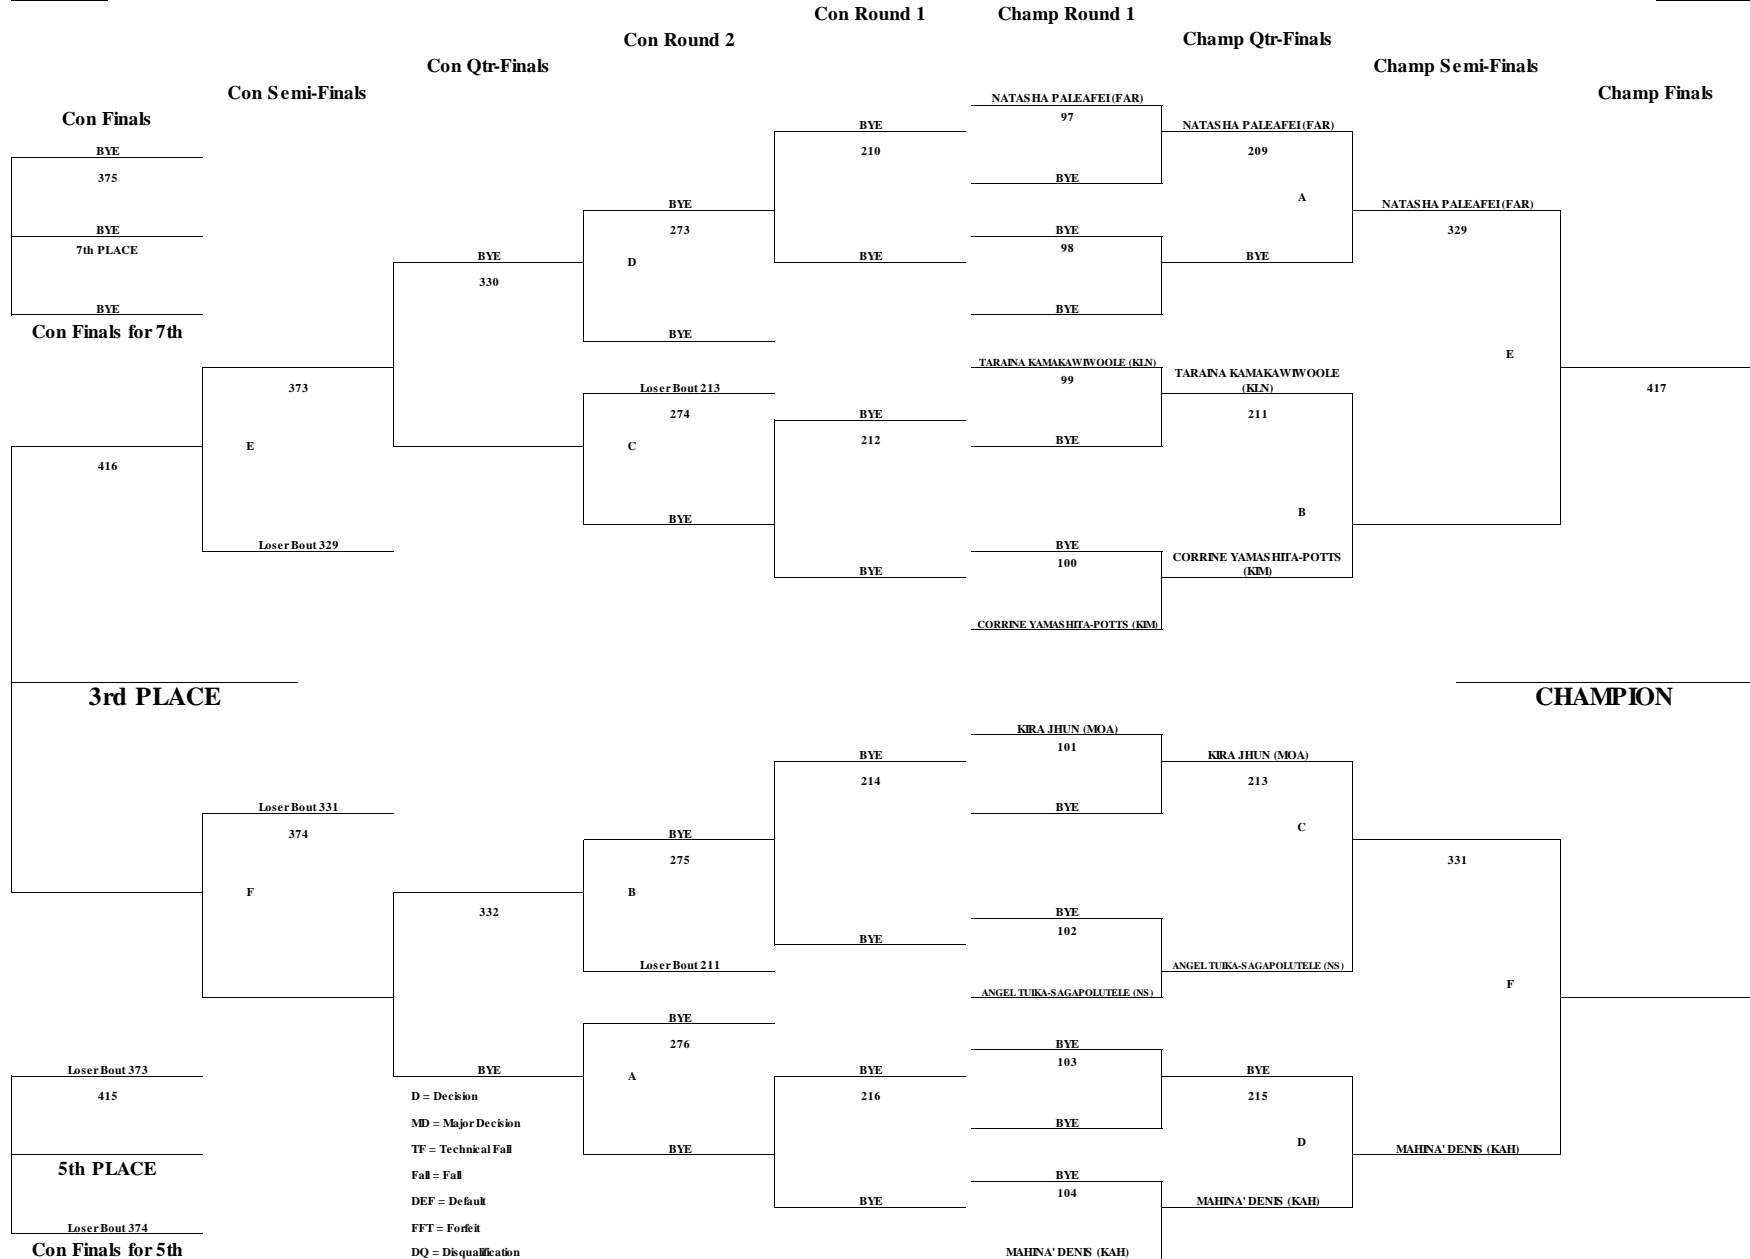 Con Round 1
Champ Round 1
Con Round 2
Champ Qtr-Finals
Con Qtr-Finals
Champ Semi-Finals
Con Semi-Finals
Champ Finals
Con Finals
NATASHA PALEAFEI (FAR)
97
BYE
NATASHA PALEAFEI (FAR)
BYE
210
209
375
BYE
A
BYE
NATASHA PALEAFEI (FAR)
BYE
BYE
273
329
7th PLACE
98
BYE
D
BYE
BYE
330
BYE
BYE
Con Finals for 7th
BYE
E
TARAINA KAMAKAWIWOOLE (KLN)
99
TARAINA KAMAKAWIWOOLE
(KLN)
373
Loser Bout 213
417
274
BYE
211
212
BYE
E
C
416
B
BYE
Loser Bout 329
BYE
100
CORRINE YAMASHITA-POTTS
(KIM)
BYE
CORRINE YAMASHITA-POTTS (KIM)
3rd PLACE
CHAMPION
KIRA JHUN (MOA)
101
BYE
KIRA JHUN (MOA)
214
213
Loser Bout 331
BYE
374
BYE
C
275
331
F
B
332
BYE
102
BYE
Loser Bout 211
ANGEL TUIKA-SAGAPOLUTELE (NS)
F
ANGEL TUIKA-SAGAPOLUTELE (NS)
BYE
276
BYE
103
Loser Bout 373
BYE
A
BYE
BYE
415
D = Decision
216
215
MD = Major Decision
BYE
D
TF = Technical Fall
BYE
MAHINA' DENIS (KAH)
5th PLACE
Fall = Fall
BYE
104
DEF = Default
BYE
MAHINA' DENIS (KAH)
Loser Bout 374
FFT = Forfeit
Con Finals for 5th
DQ = Disqualification
MAHINA' DENIS (KAH)